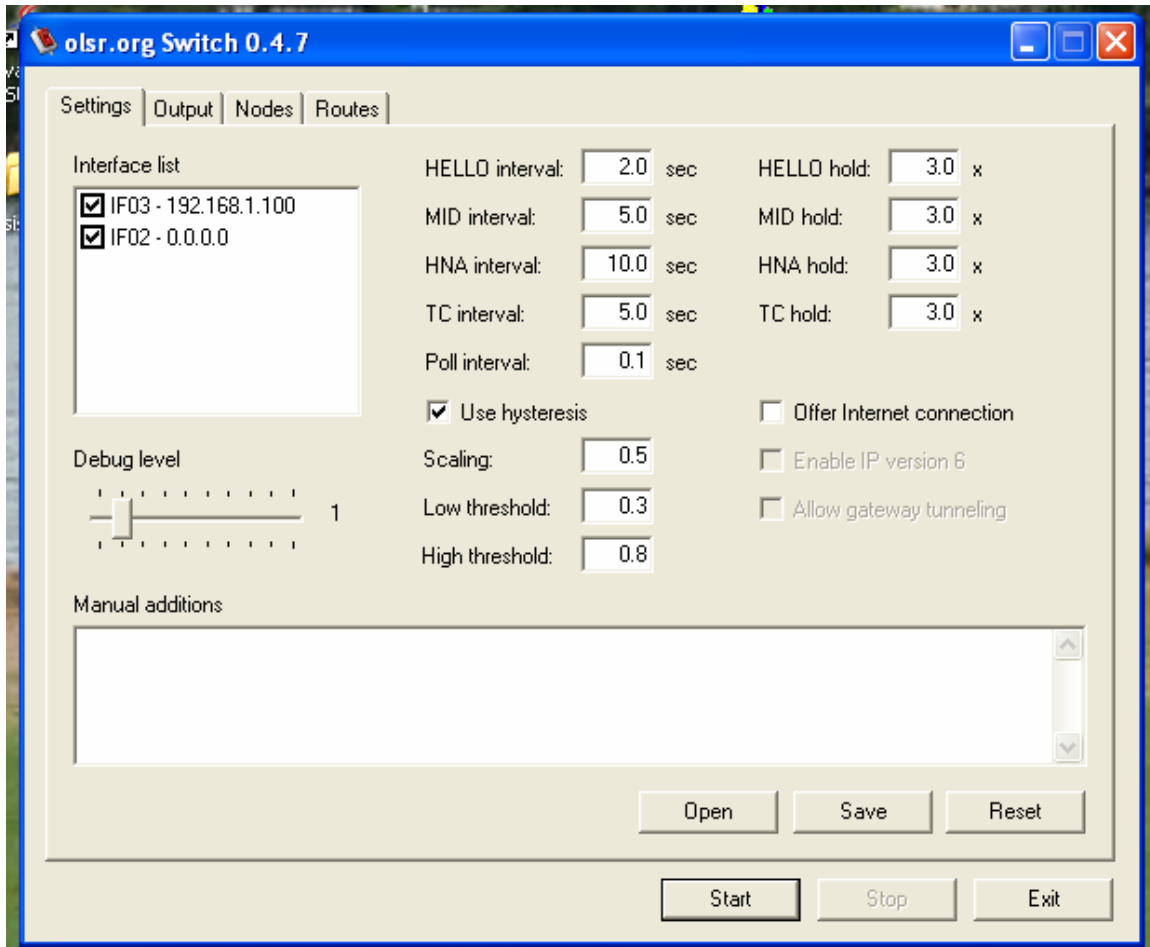 olsr.org Switch 0.4.7
Settings Output Nodes Routes
Interface list
IF03 - 192.168.1.100
IF02 - 0.0.0.0
HELLO interval: 2.0 sec HELLO hold: 3.0 x
MID interval: 5.0 sec MID hold: 3.0 x
HNA interval: 10.0 sec HNA hold: 3.0 x
TC interval: 5.0 sec TC hold: 3.0 x
Poll interval: 0.1 sec
Use hysteresis Offer Internet connection
Debug level
1
Scaling: 0.5 Enable IP version 6
Low threshold: 0.3 Allow gateway tunneling
High threshold: 0.8
Manual additions
Open Save Reset
Start Stop Exit